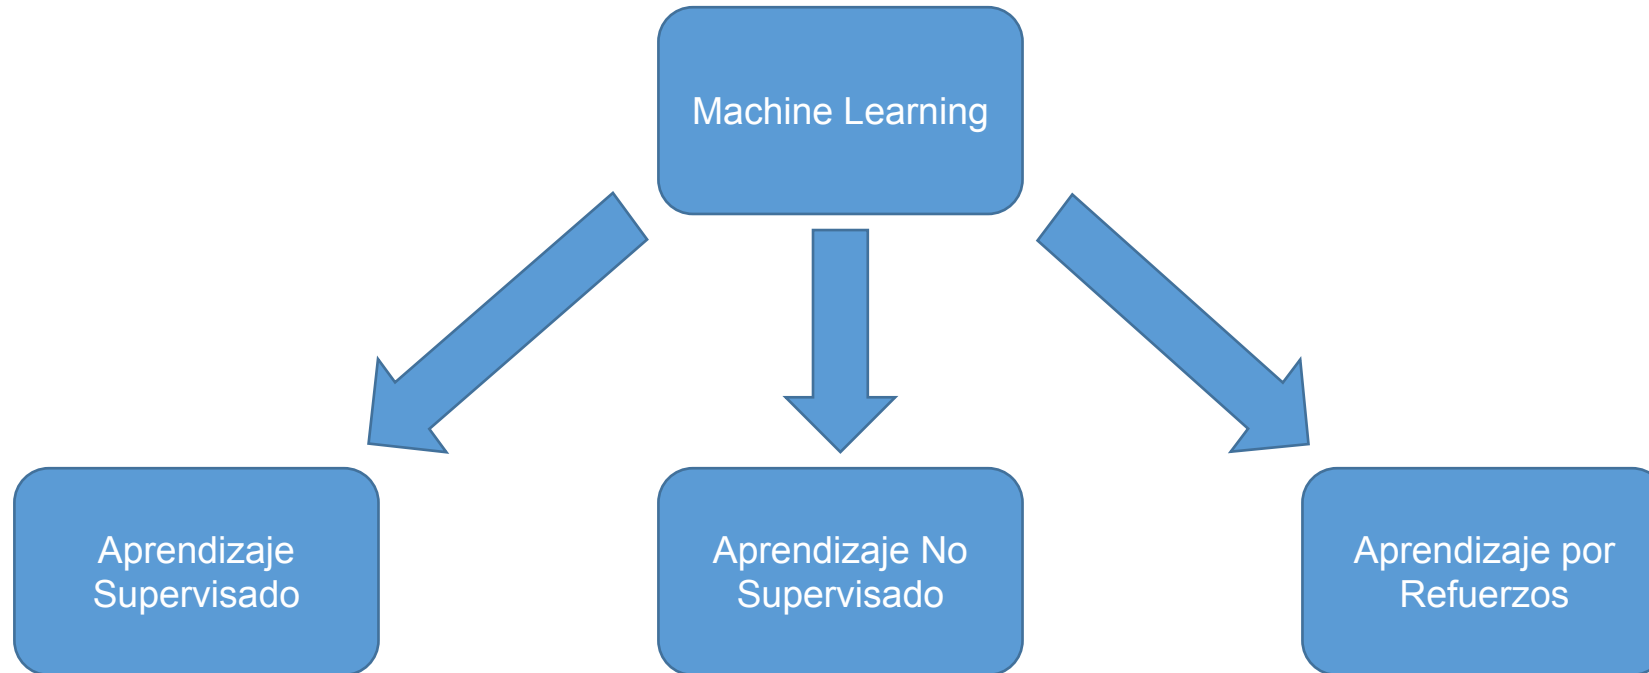 Machine Learning
Aprendizaje
Supervisado
Aprendizaje No
Supervisado
Aprendizaje por
Refuerzos